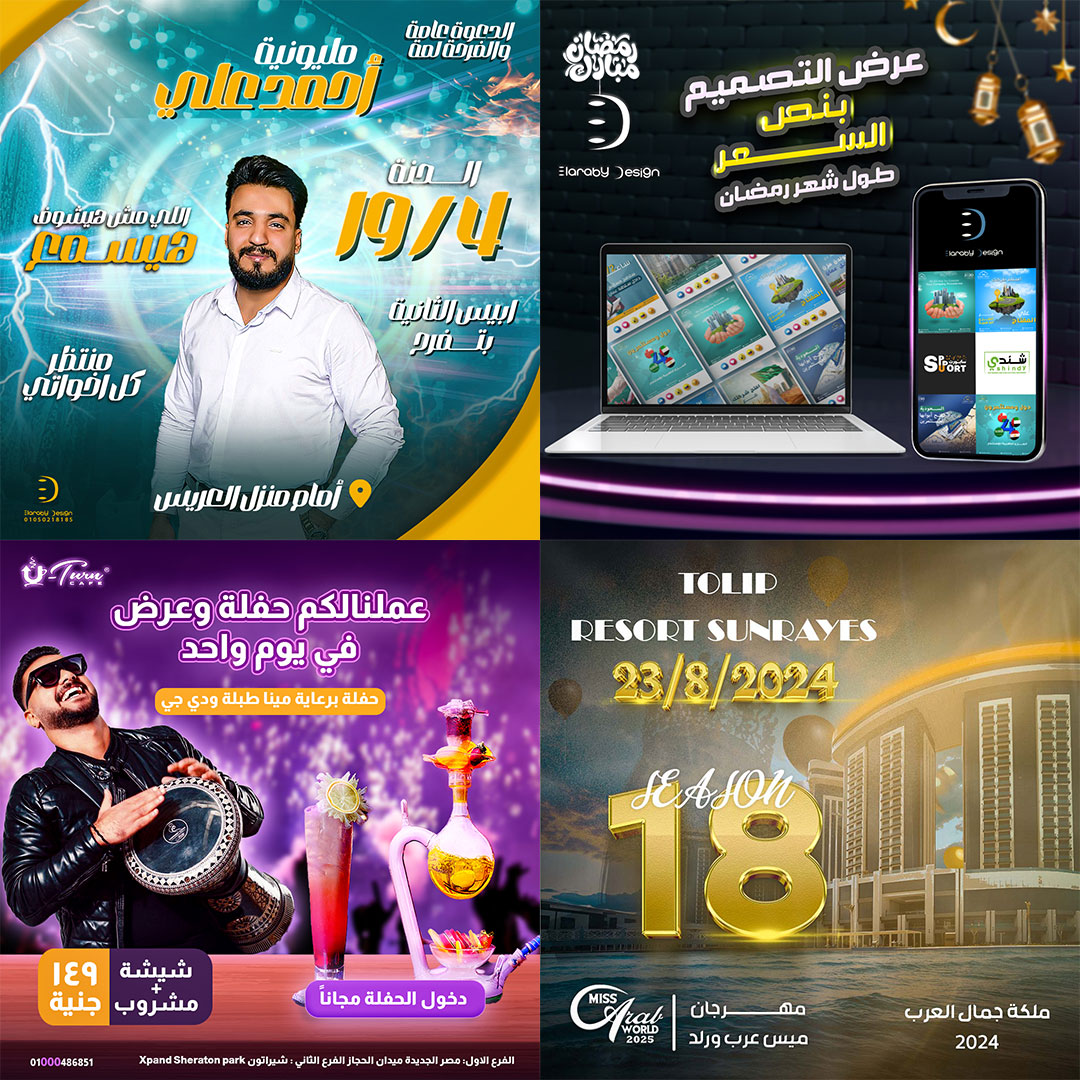 الدعوة عامة
والفرحة لمة
مليونية
أحمد علي
الحنة
١٩/٤
اللي مش هيشوف
هيسمع
ابيس الثانية
بتفرح
منتظر
كل اخواتي
أمام منزل العريس
Elaraby Design
01050218185
رمضان
مبارك
Elaraby Design
عرض التصميم
بنص
السعر
طول شهر رمضان
Elaraby Design
SUPPORT
شندي
shindy
U-Turn
CAFE
عملنالكم حفلة وعرض
في يوم واحد
حفلة برعاية مينا طبلة ودي جي
شيشة
+
مشروب
١٤٩
جنية
دخول الحفلة مجاناً
الفرع الاول: مصر الجديدة ميدان الحجاز الفرع الثاني : شيراتون Xpand Sheraton park
01000486851
TOLIP
RESORT SUNRAYES
23/8/2024
SEASON
18
MISS
Arab
WORLD
2025
مهرجان
ميس عرب ورلد
ملكة جمال العرب
2024